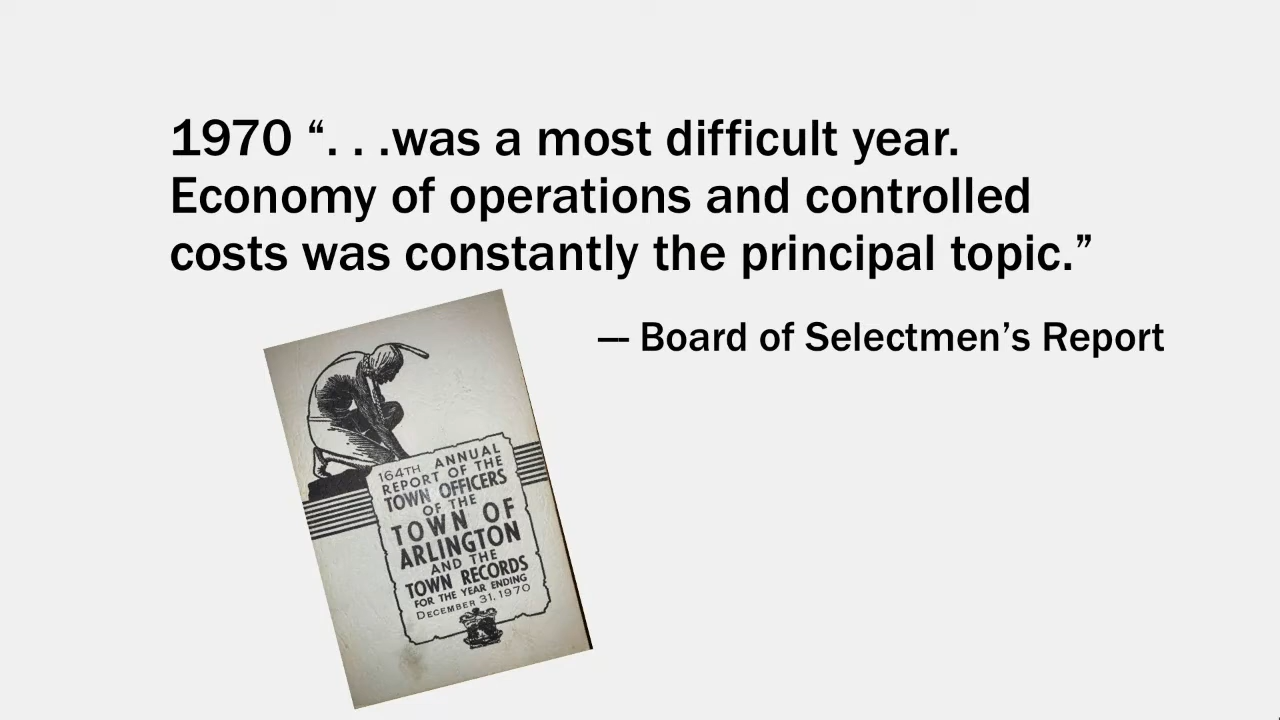 1970 “. . .was a most difficult year.
Economy of operations and controlled
costs was constantly the principal topic.”
–- Board of Selectmen’s Report
164TH ANNUAL
REPORT OF THE
TOWN OFFICERS
OF THE
TOWN OF
ARLINGTON
AND THE
TOWN RECORDS
FOR THE YEAR ENDING
DECEMBER 31, 1970